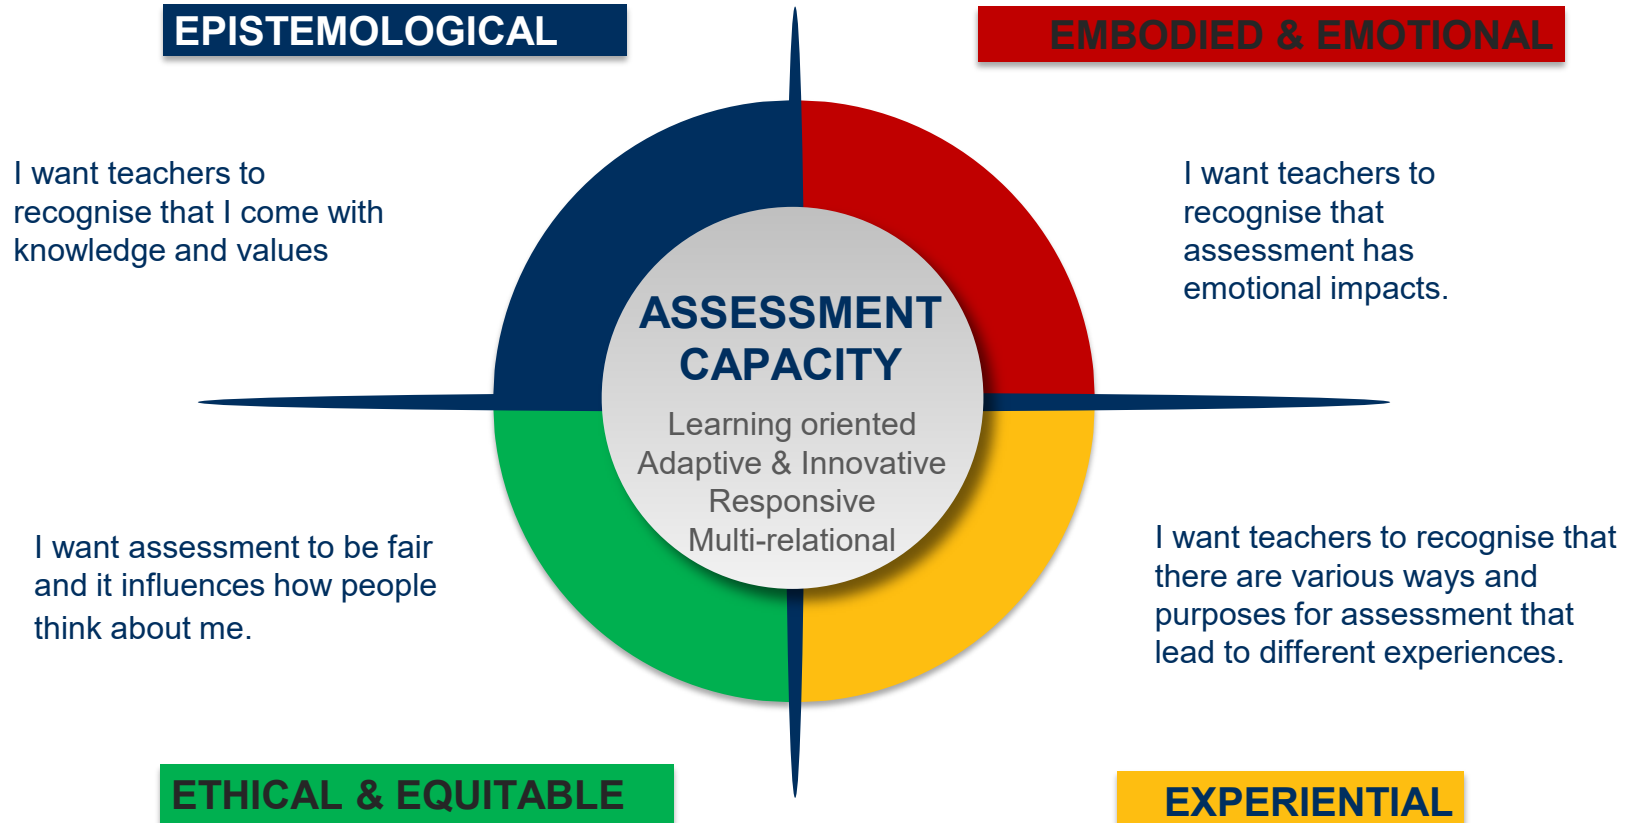 EPISTEMOLOGICAL
EMBODIED & EMOTIONAL
I want teachers to
recognise that I come with
knowledge and values
I want teachers to
recognise that
assessment has
emotional impacts.
ASSESSMENT
CAPACITY
Learning oriented
Adaptive & Innovative
Responsive
Multi-relational
I want assessment to be fair
and it influences how people
think about me.
I want teachers to recognise that
there are various ways and
purposes for assessment that
lead to different experiences.
ETHICAL & EQUITABLE
EXPERIENTIAL